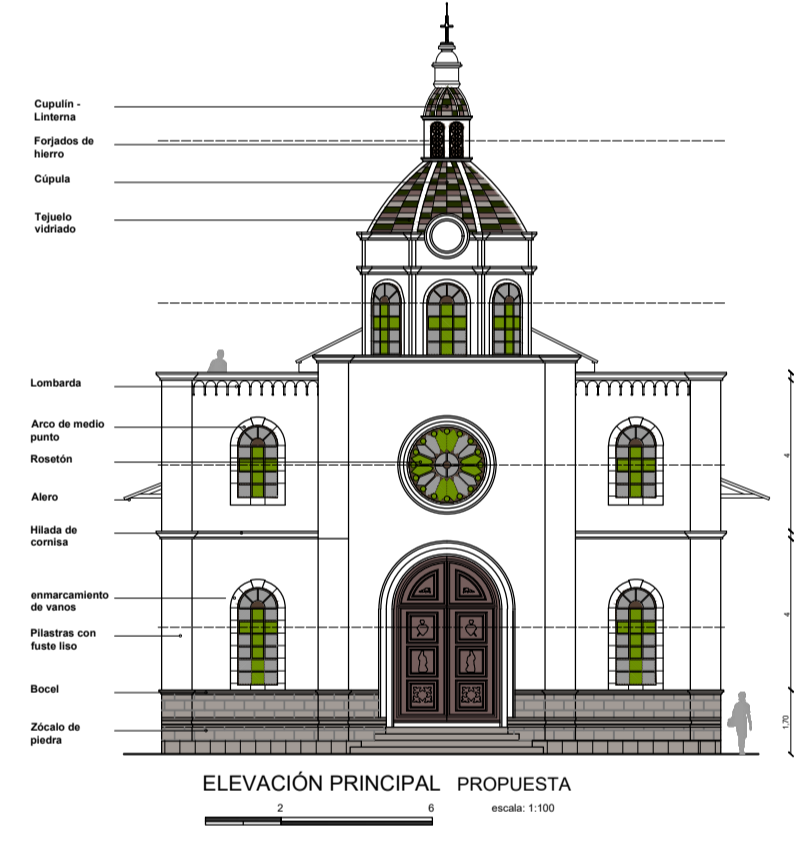 Cupulín -
Linterna
Forjados de
hierro
Cúpula
Tejuelo
vidriado
Lombarda
Arco de medio
punto
Rosetón
Alero
Hilada de
cornisa
enmarcamiento
de vanos
Pilastras con
fuste liso
Bocel
Zócalo de
piedra
4
4
1,70
ELEVACIÓN PRINCIPAL PROPUESTA
2 6 escala: 1:100